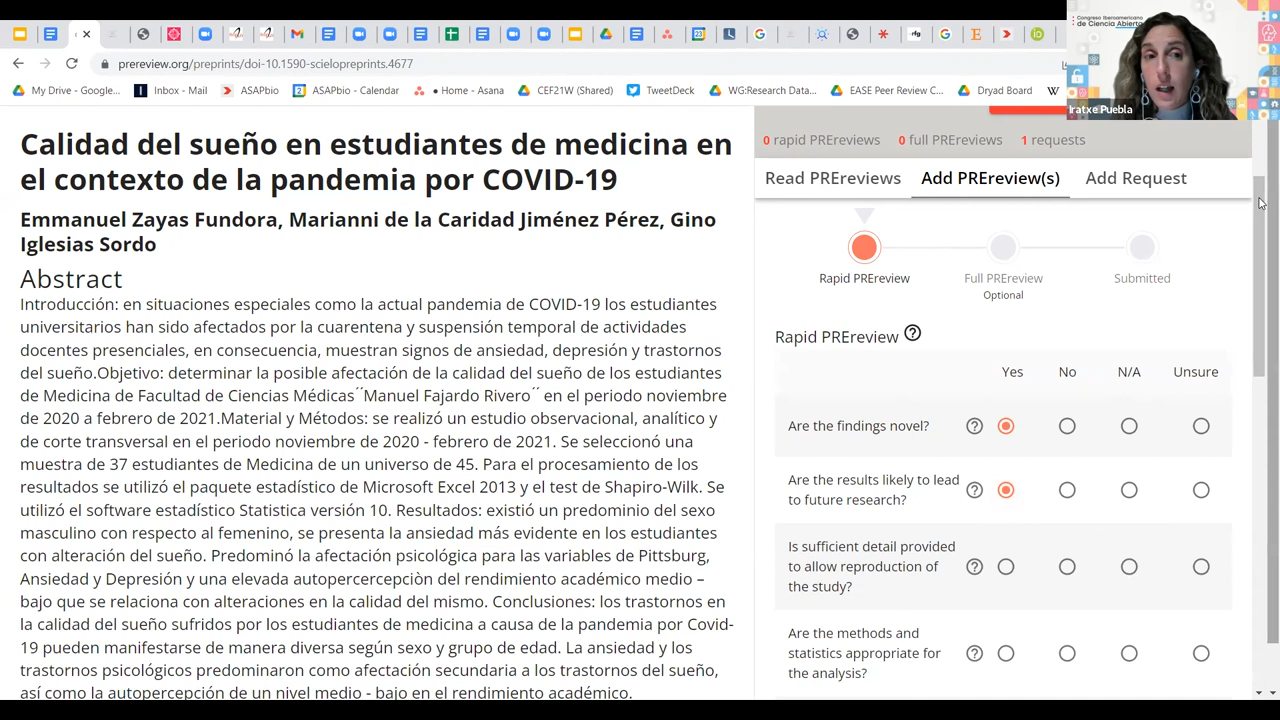 Congreso Iberoamericano
de Ciencia Abierta
Iratxe Puebla
prereview.org/preprints/doi-10.1590-scielopreprints.4677
My Drive - Google...
Inbox - Mail
ASAPbio
ASAPbio - Calendar
• Home - Asana
CEF21W (Shared)
TweetDeck
WG:Research Data...
EASE Peer Review C...
Dryad Board
Calidad del sueño en estudiantes de medicina en
el contexto de la pandemia por COVID-19
Emmanuel Zayas Fundora, Marianni de la Caridad Jiménez Pérez, Gino
Iglesias Sordo
Abstract
Introducción: en situaciones especiales como la actual pandemia de COVID-19 los estudiantes
universitarios han sido afectados por la cuarentena y suspensión temporal de actividades
docentes presenciales, en consecuencia, muestran signos de ansiedad, depresión y trastornos
del sueño.Objetivo: determinar la posible afectación de la calidad del sueño de los estudiantes
de Medicina de Facultad de Ciencias Médicas´´Manuel Fajardo Rivero´´ en el periodo noviembre
de 2020 a febrero de 2021.Material y Métodos: se realizó un estudio observacional, analítico y
de corte transversal en el periodo noviembre de 2020 - febrero de 2021. Se seleccionó una
muestra de 37 estudiantes de Medicina de un universo de 45. Para el procesamiento de los
resultados se utilizó el paquete estadístico de Microsoft Excel 2013 y el test de Shapiro-Wilk. Se
utilizó el software estadístico Statistica versión 10. Resultados: existió un predominio del sexo
masculino con respecto al femenino, se presenta la ansiedad más evidente en los estudiantes
con alteración del sueño. Predominó la afectación psicológica para las variables de Pittsburg,
Ansiedad y Depresión y una elevada autopercercepciòn del rendimiento académico medio –
bajo que se relaciona con alteraciones en la calidad del mismo. Conclusiones: los trastornos en
la calidad del sueño sufridos por los estudiantes de medicina a causa de la pandemia por Covid-
19 pueden manifestarse de manera diversa según sexo y grupo de edad. La ansiedad y los
trastornos psicológicos predominaron como afectación secundaria a los trastornos del sueño,
así como la autopercepción de un nivel medio - bajo en el rendimiento académico.
0 rapid PREreviews
0 full PREreviews
1 requests
Read PREreviews
Add PREreview(s)
Add Request
Rapid PREreview
Full PREreview
Optional
Submitted
Rapid PREreview
Yes
No
N/A
Unsure
Are the findings novel?
Are the results likely to lead
to future research?
Is sufficient detail provided
to allow reproduction of
the study?
Are the methods and
statistics appropriate for
the analysis?